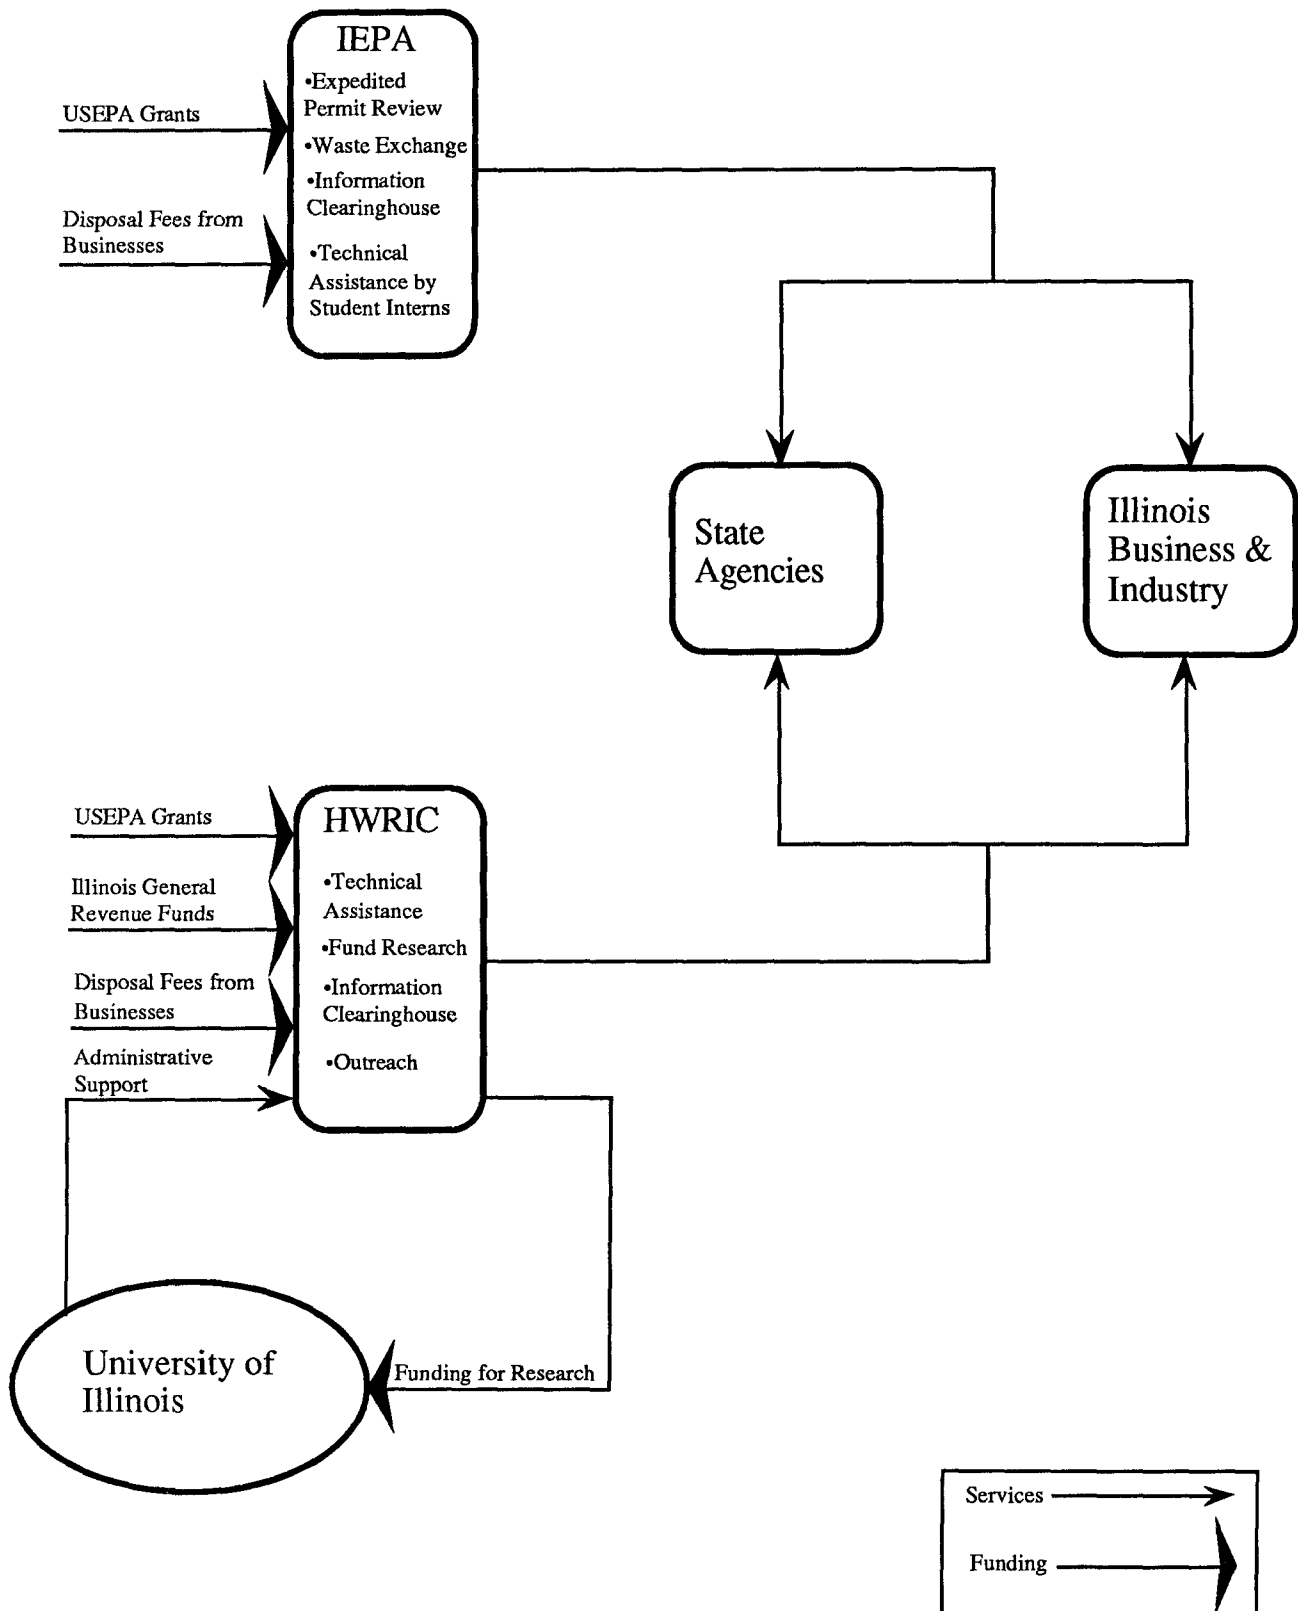 IEPA
•Expedited
Permit Review
•Waste Exchange
•Information
Clearinghouse
•Technical
Assistance by
Student Interns
USEPA Grants
Disposal Fees from
Businesses
State
Agencies
Illinois
Business &
Industry
HWRIC
•Technical
Assistance
•Fund Research
•Information
Clearinghouse
•Outreach
USEPA Grants
Illinois General
Revenue Funds
Disposal Fees from
Businesses
Administrative
Support
University of
Illinois
Funding for Research
Services
Funding